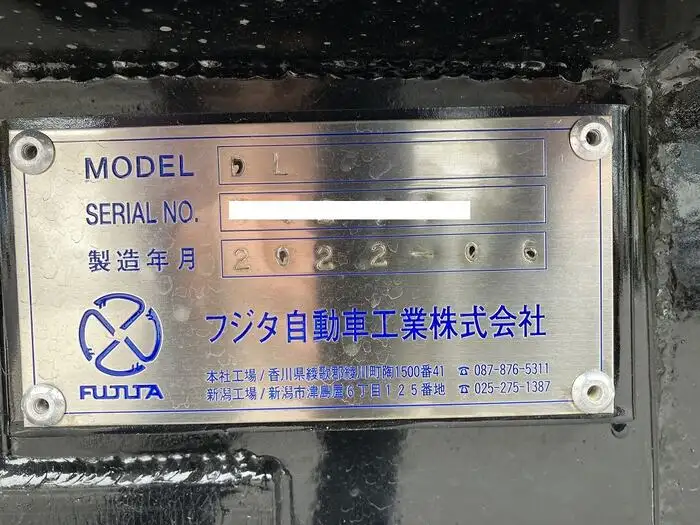 MODEL DL
SERIAL NO.
製造年月 2022-06
フジタ自動車工業株式会社
FUJITA
本社工場/香川県綾歌郡綾川町陶1500番41 ☎087-876-5311
新潟工場/新潟市津島屋6丁目125番地 ☎025-275-1387